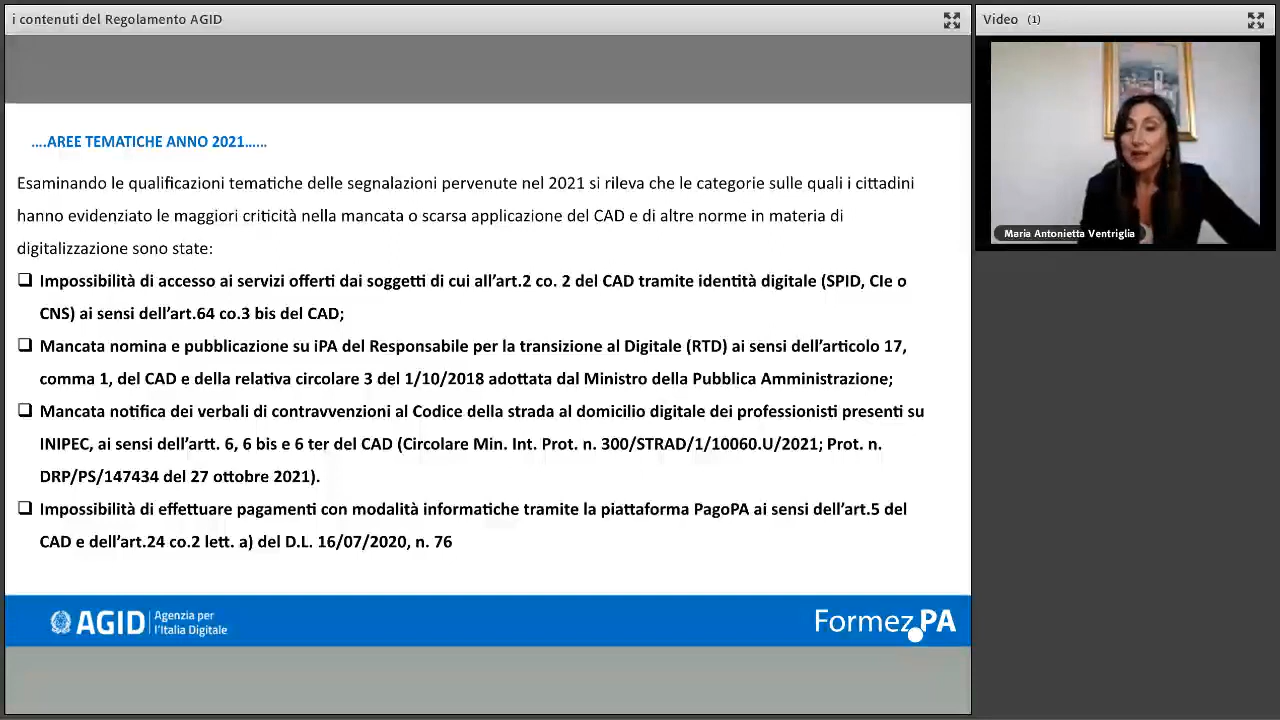 i contenuti del Regolamento AGID
Video (1)
....AREE TEMATICHE ANNO 2021......
Esaminando le qualificazioni tematiche delle segnalazioni pervenute nel 2021 si rileva che le categorie sulle quali i cittadini
hanno evidenziato le maggiori criticità nella mancata o scarsa applicazione del CAD e di altre norme in materia di
digitalizzazione sono state:
Impossibilità di accesso ai servizi offerti dai soggetti di cui all'art.2 co. 2 del CAD tramite identità digitale (SPID, CIe o
CNS) ai sensi dell'art.64 co.3 bis del CAD;
Mancata nomina e pubblicazione su iPA del Responsabile per la transizione al Digitale (RTD) ai sensi dell'articolo 17,
comma 1, del CAD e della relativa circolare 3 del 1/10/2018 adottata dal Ministro della Pubblica Amministrazione;
Mancata notifica dei verbali di contravvenzioni al Codice della strada al domicilio digitale dei professionisti presenti su
INIPEC, ai sensi dell'artt. 6, 6 bis e 6 ter del CAD (Circolare Min. Int. Prot. n. 300/STRAD/1/10060.U/2021; Prot. n.
DRP/PS/147434 del 27 ottobre 2021).
Impossibilità di effettuare pagamenti con modalità informatiche tramite la piattaforma PagoPA ai sensi dell'art.5 del
CAD e dell'art.24 co.2 lett. a) del D.L. 16/07/2020, n. 76
AGID Agenzia per
l'Italia Digitale
Formez PA
Maria Antonietta Ventriglia